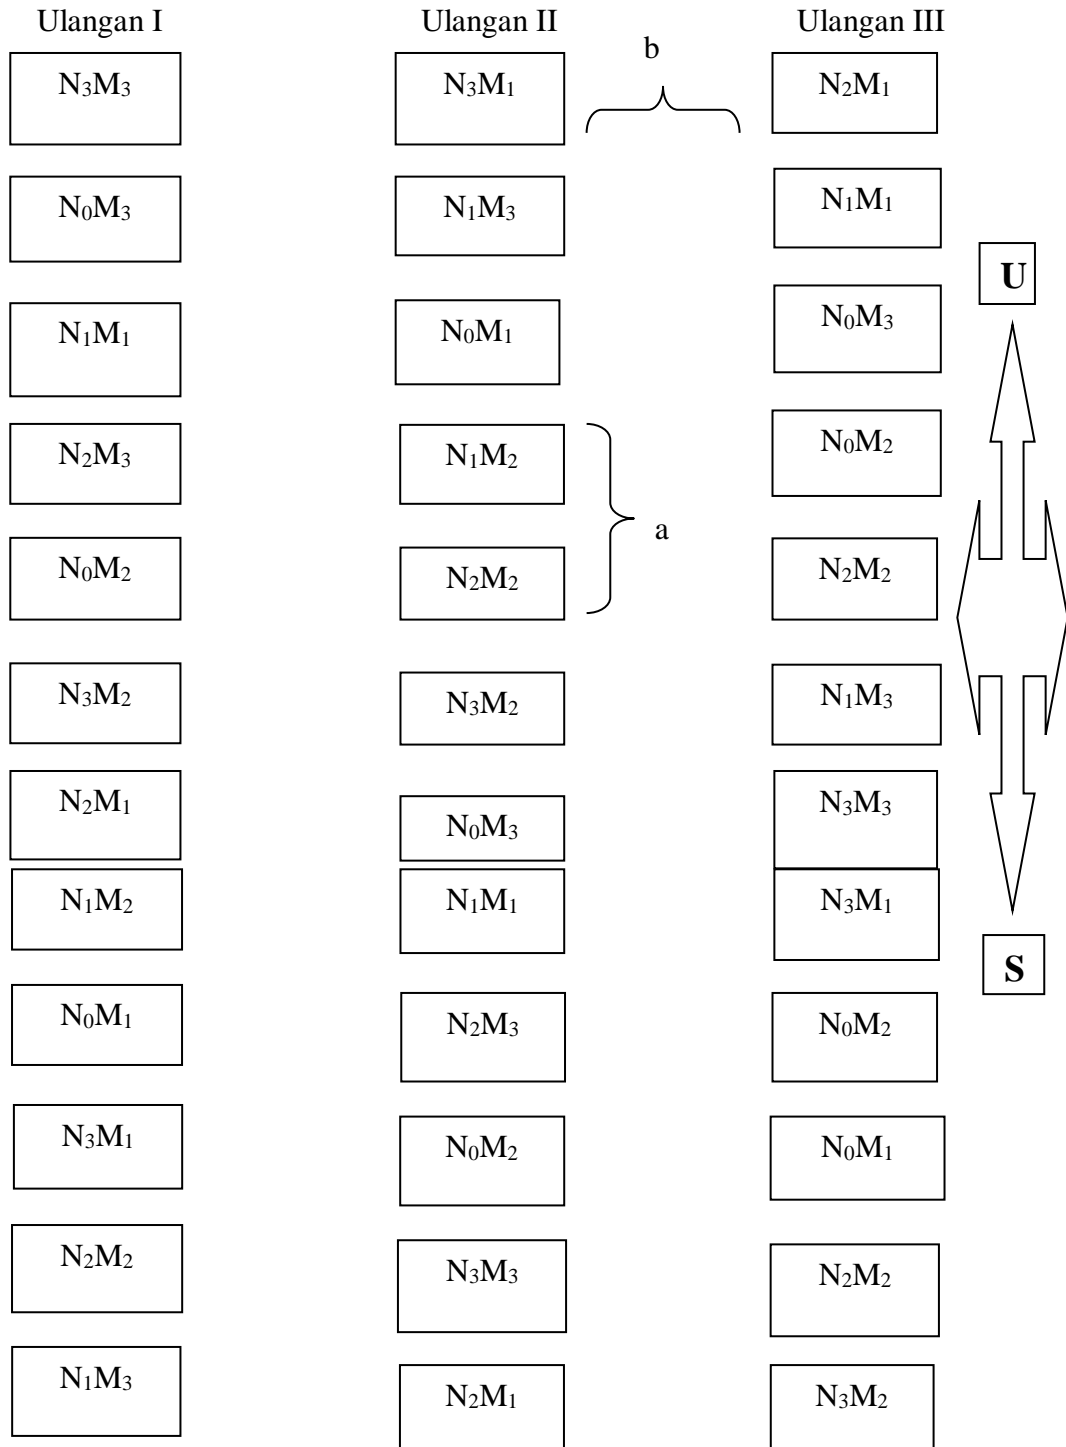 Ulangan I Ulangan II Ulangan III
b
N₃M₃ N₃M₁ N₂M₁
N₀M₃ N₁M₃ N₁M₁
U
N₁M₁ N₀M₁ N₀M₃
N₂M₃ N₁M₂ N₀M₂
a
N₀M₂ N₂M₂ N₂M₂
N₃M₂ N₃M₂ N₁M₃
N₂M₁ N₀M₃ N₃M₃
N₁M₂ N₁M₁ N₃M₁
S
N₀M₁ N₂M₃ N₀M₂
N₃M₁ N₀M₂ N₀M₁
N₂M₂ N₃M₃ N₂M₂
N₁M₃ N₂M₁ N₃M₂